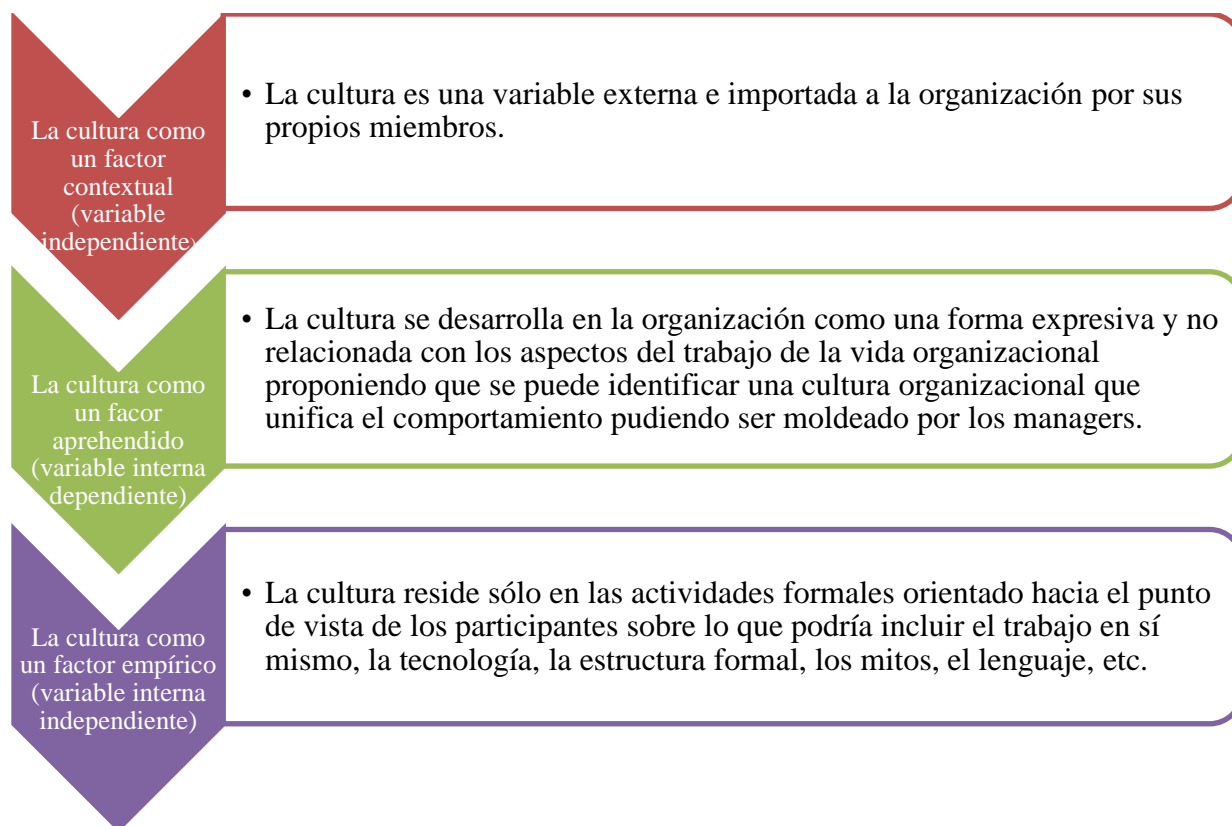 La cultura como
un factor
contextual
(variable
independiente)
• La cultura es una variable externa e importada a la organización por sus
propios miembros.
La cultura como
un facor
aprehendido
(variable interna
dependiente)
• La cultura se desarrolla en la organización como una forma expresiva y no
relacionada con los aspectos del trabajo de la vida organizacional
proponiendo que se puede identificar una cultura organizacional que
unifica el comportamiento pudiendo ser moldeado por los managers.
La cultura como
un factor empírico
(variable interna
independiente)
• La cultura reside sólo en las actividades formales orientado hacia el punto
de vista de los participantes sobre lo que podría incluir el trabajo en sí
mismo, la tecnología, la estructura formal, los mitos, el lenguaje, etc.